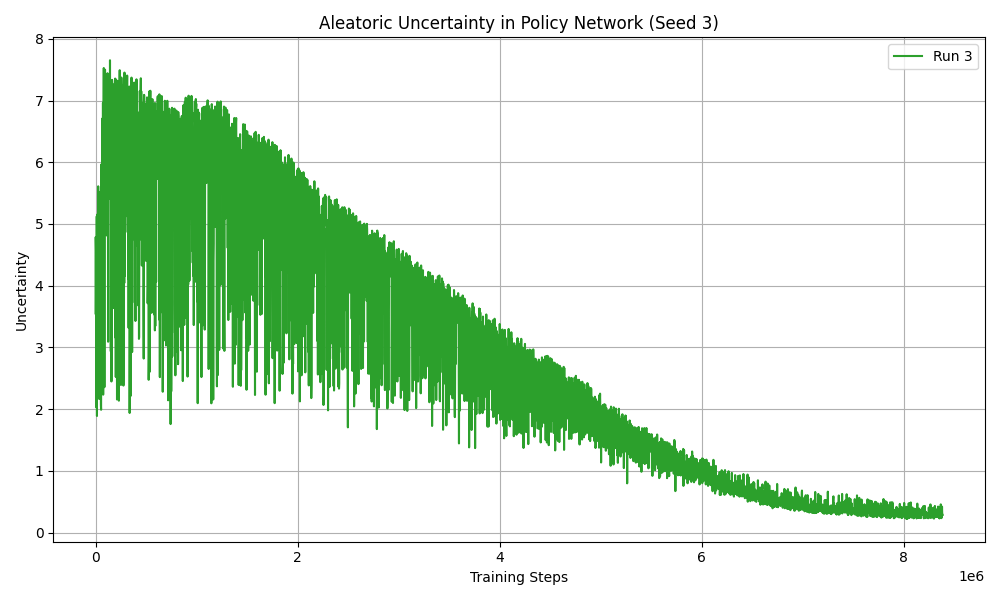 Aleatoric Uncertainty in Policy Network (Seed 3)
Run 3
Uncertainty
8
7
6
5
4
3
2
1
0
0 2 4 6 8
1e6
Training Steps